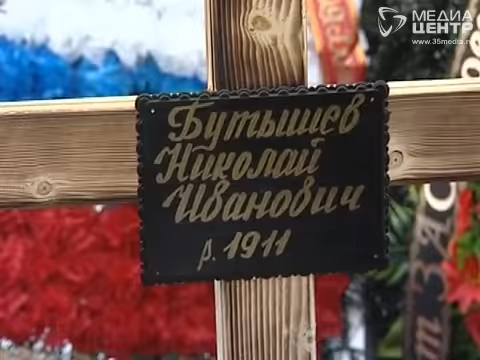 МЕДИА
ЦЕНТР
www.35media.ru
Бутышев
Николай
Иванович
р. 1911